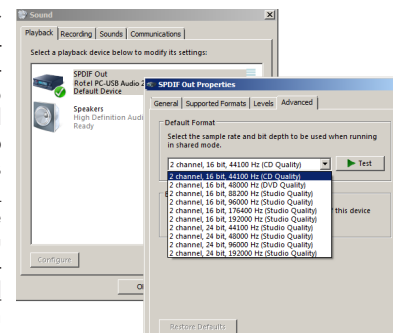 Sound
Playback Recording Sounds Communications
Select a playback device below to modify its settings:
SPDIF Out
Rotel PC-USB Audio 2
Default Device
Speakers
High Definition Audi
Ready
Configure
SPDIF Out Properties
General Supported Formats Levels Advanced
Default Format
Select the sample rate and bit depth to be used when running
in shared mode.
2 channel, 16 bit, 44100 Hz (CD Quality)
Test
2 channel, 16 bit, 44100 Hz (CD Quality)
2 channel, 16 bit, 48000 Hz (DVD Quality)
2 channel, 16 bit, 88200 Hz (Studio Quality)
2 channel, 16 bit, 96000 Hz (Studio Quality)
2 channel, 16 bit, 176400 Hz (Studio Quality)
2 channel, 16 bit, 192000 Hz (Studio Quality)
2 channel, 24 bit, 44100 Hz (Studio Quality)
2 channel, 24 bit, 48000 Hz (Studio Quality)
2 channel, 24 bit, 96000 Hz (Studio Quality)
2 channel, 24 bit, 192000 Hz (Studio Quality)
this device
Restore Defaults